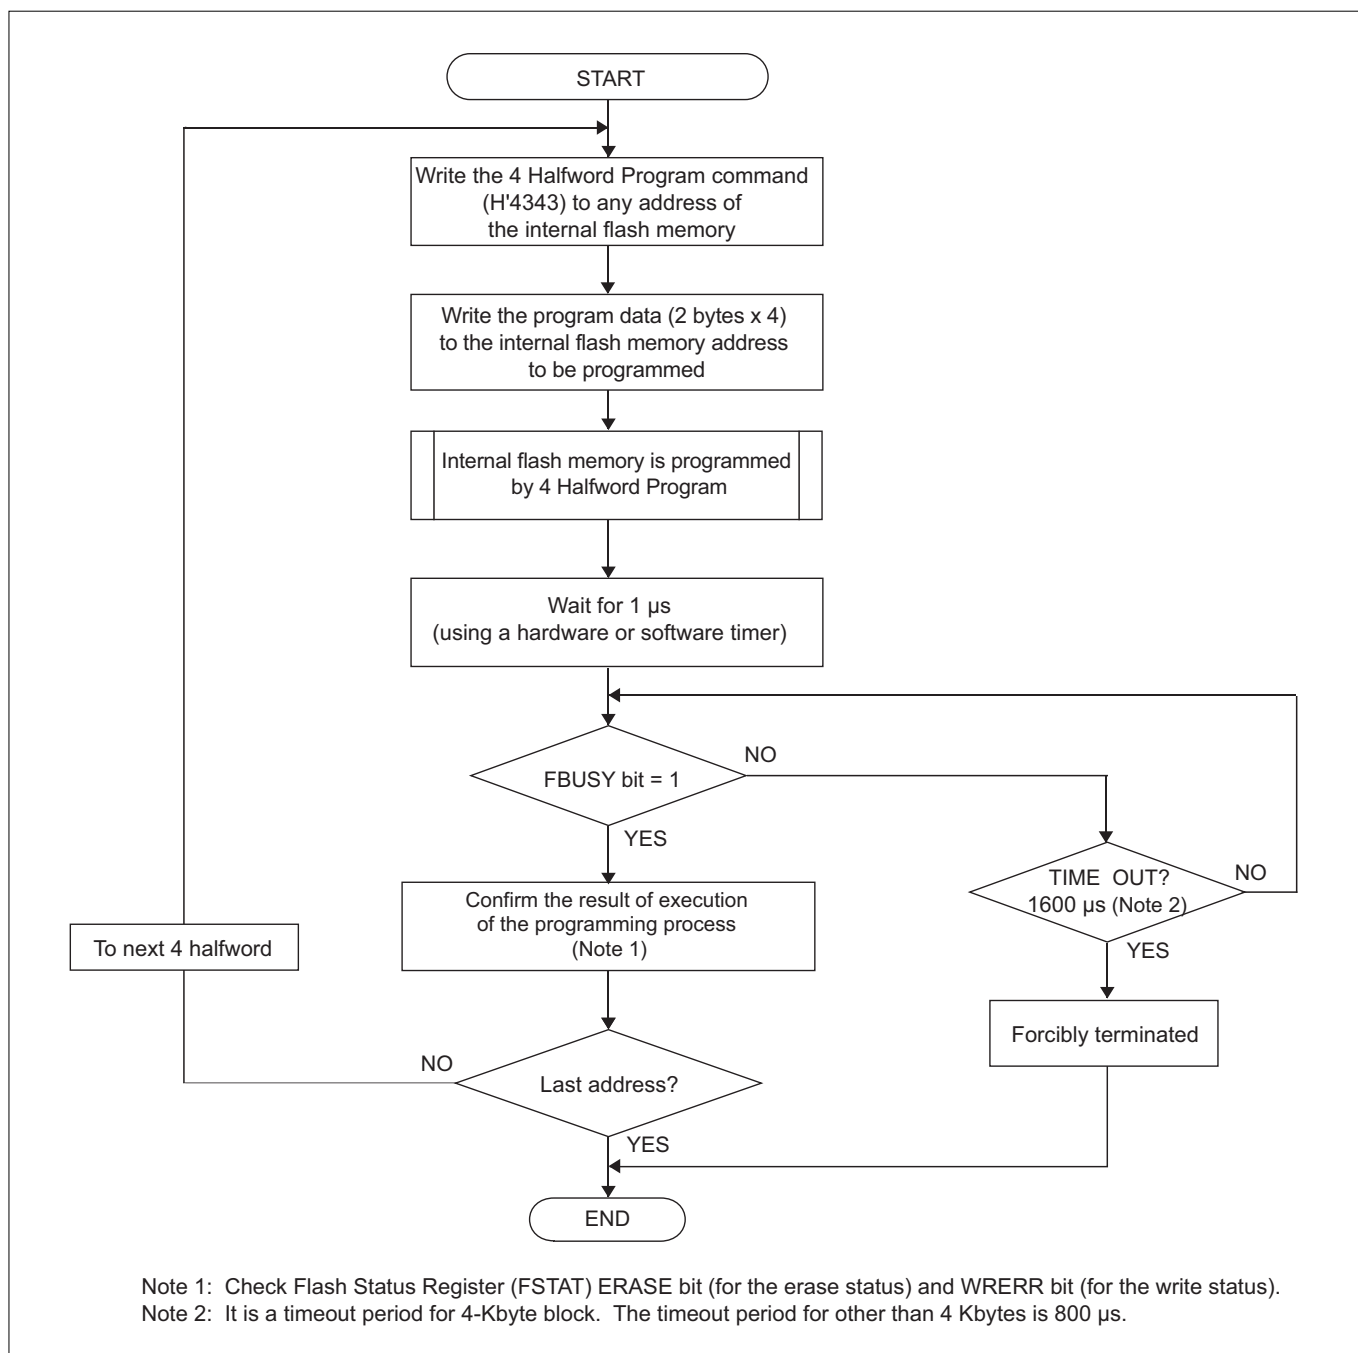 START
Write the 4 Halfword Program command
(H'4343) to any address of
the internal flash memory
Write the program data (2 bytes x 4)
to the internal flash memory address
to be programmed
Internal flash memory is programmed
by 4 Halfword Program
Wait for 1 µs
(using a hardware or software timer)
FBUSY bit = 1
NO
YES
TIME OUT?
1600 µs (Note 2)
NO
YES
Confirm the result of execution
of the programming process
(Note 1)
To next 4 halfword
Forcibly terminated
NO
Last address?
YES
END
Note 1: Check Flash Status Register (FSTAT) ERASE bit (for the erase status) and WRERR bit (for the write status).
Note 2: It is a timeout period for 4-Kbyte block. The timeout period for other than 4 Kbytes is 800 µs.